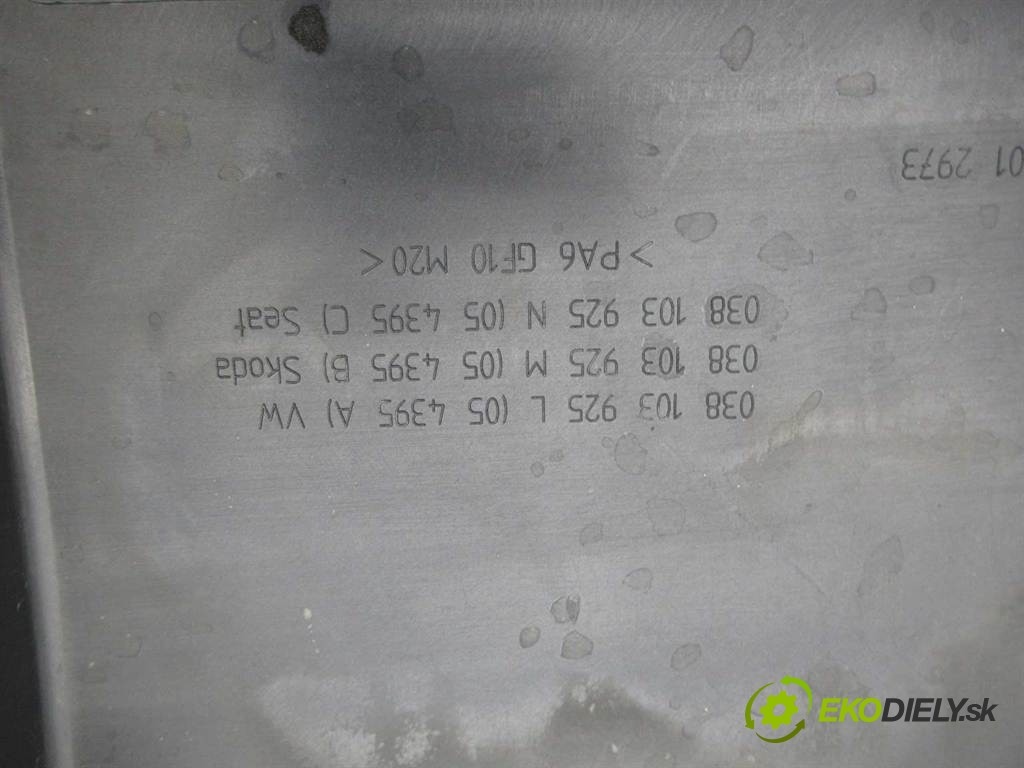 038 103 925 L (05 4395 A) VW
038 103 925 M (05 4395 B) Skoda
038 103 925 N (05 4395 C) Seat
>PA6 GF10 M20<
01 2973
EKODIELY.sk